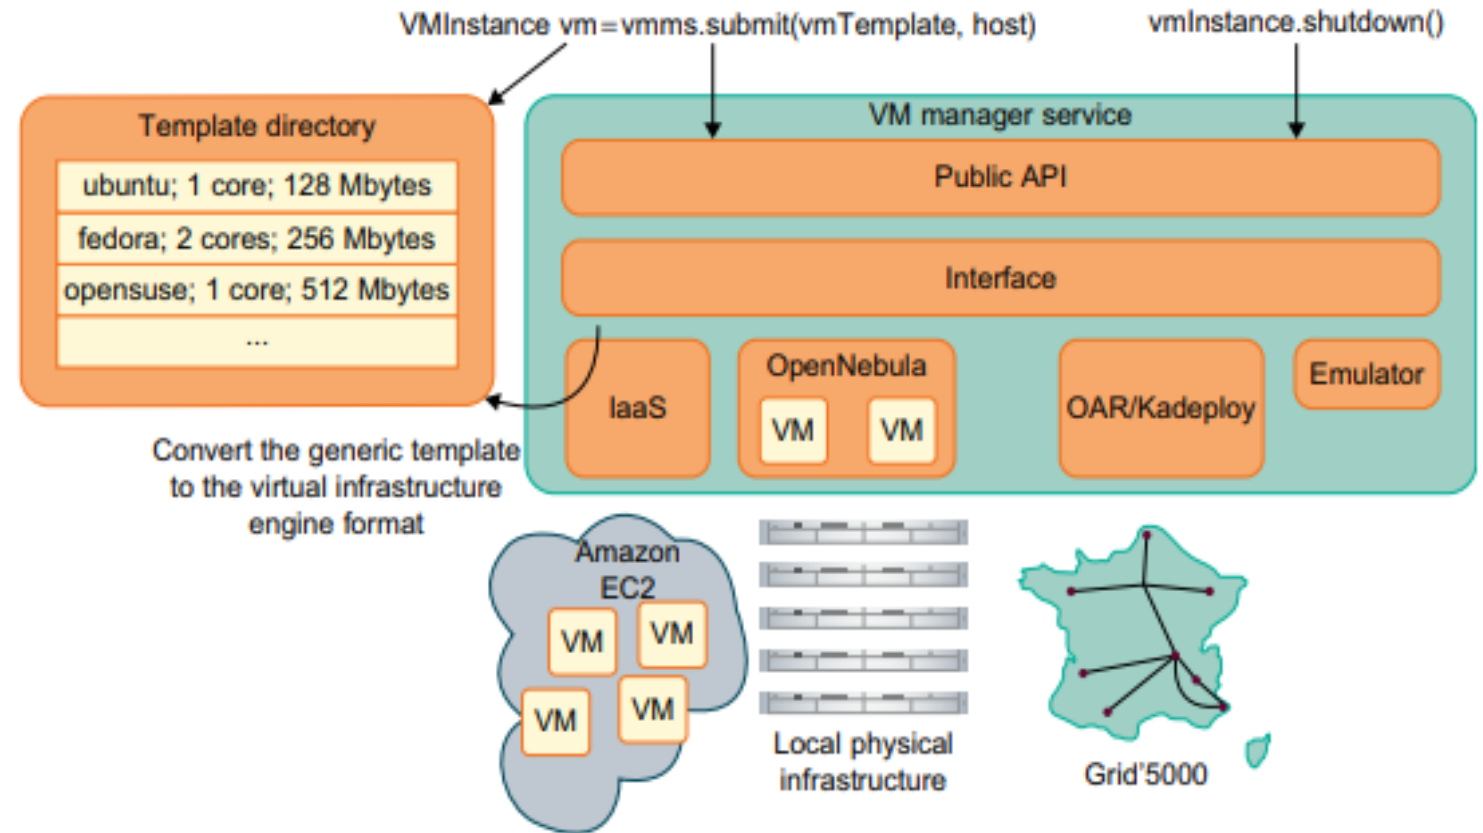 VMInstance vm=vmms.submit(vmTemplate, host)
vmInstance.shutdown()
Template directory
ubuntu; 1 core; 128 Mbytes
fedora; 2 cores; 256 Mbytes
opensuse; 1 core; 512 Mbytes
...
VM manager service
Public API
Interface
IaaS
OpenNebula
VM
VM
OAR/Kadeploy
Emulator
Convert the generic template
to the virtual infrastructure
engine format
Amazon
EC2
VM
VM
VM
VM
Local physical
infrastructure
Grid'5000